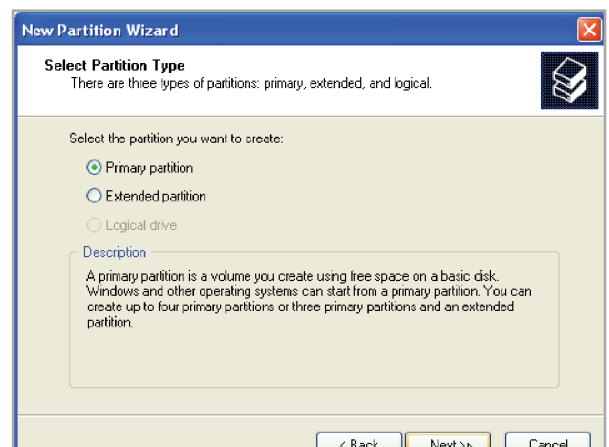 New Partition Wizard
Select Partition Type
There are three types of partitions: primary, extended, and logical.
Select the partition you want to create:
Primary partition
Extended partition
Logical drive
Description
A primary partition is a volume you create using free space on a basic disk.
Windows and other operating systems can start from a primary partition. You can
create up to four primary partitions or three primary partitions and an extended
partition.
< Back Next > Cancel